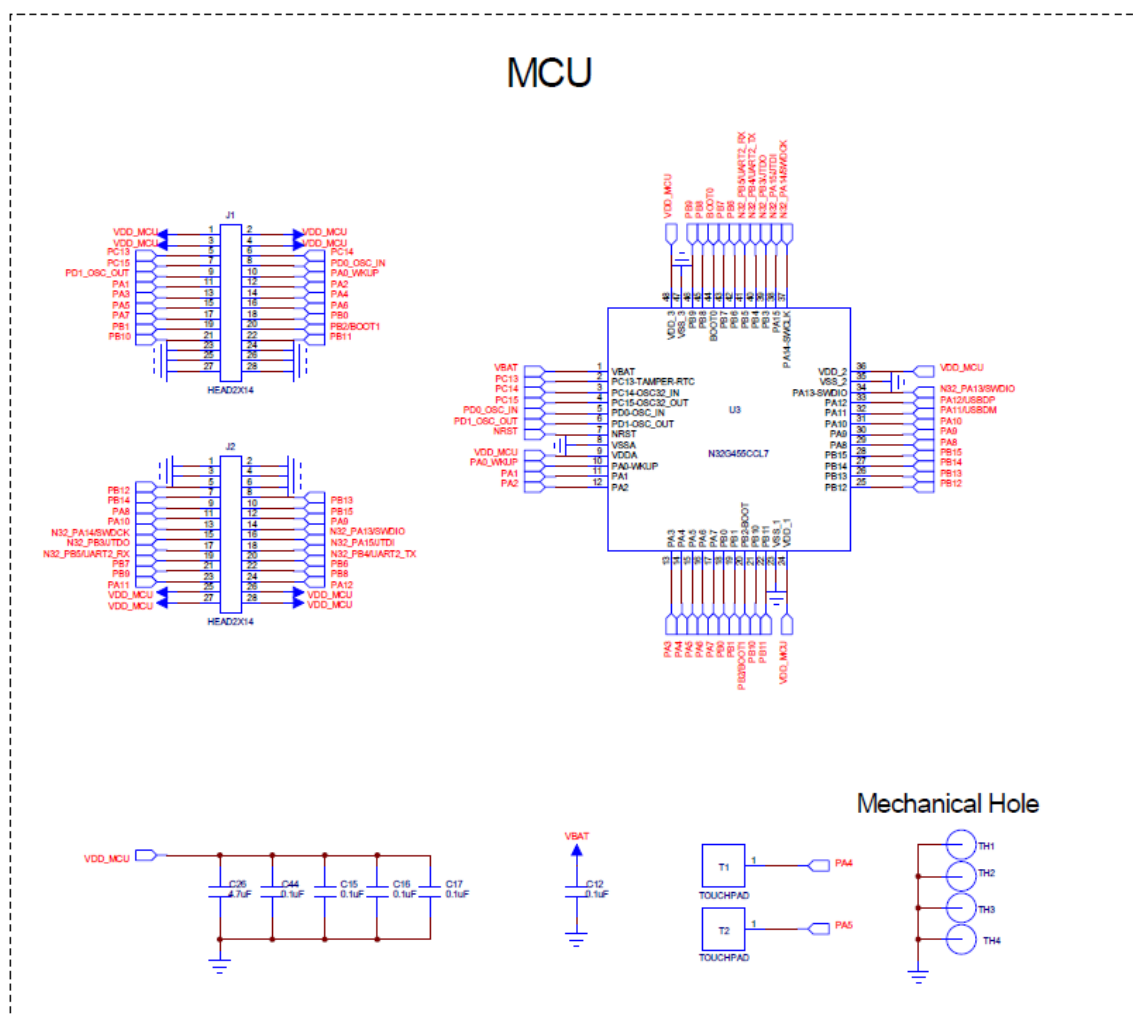 MCU
J1
VDD_MCU 1 2 VDD_MCU
VDD_MCU 3 4 VDD_MCU
PC13 5 6 PC14
PC15 7 8 PD0_OSC_IN
PD1_OSC_OUT 9 10 PA0_WKUP
PA1 11 12 PA2
PA3 13 14 PA4
PA5 15 16 PA6
PA7 17 18 PB0
PB1 19 20 PB2/BOOT1
PB10 21 22 PB11
23 24
25 26
27 28
HEAD2X14
J2
1 2
3 4
PB12 5 6
PB14 7 8 PB13
PA8 9 10 PB15
PA10 11 12 PA9
N32_PA14/SWDCK 13 14 N32_PA13/SWDIO
N32_PB3/JTDO 15 16 N32_PA15/JTDI
N32_PB5/UART2_RX 17 18 N32_PB4/UART2_TX
PB7 19 20 PB6
PB9 21 22 PB8
PA11 23 24 PA12
VDD_MCU 25 26 VDD_MCU
VDD_MCU 27 28 VDD_MCU
HEAD2X14
VDD_MCU 48 VDD_3
47 VSS_3
PB9 46 PB9
PB8 45 PB8
BOOT0 44 BOOT0
PB7 43 PB7
PB6 42 PB6
N32_PB5/UART2_RX 41 PB5
N32_PB4/UART2_TX 40 PB4
N32_PB3/JTDO 39 PB3
N32_PA15/JTDI 38 PA15
N32_PA14/SWDCK 37 PA14-SWCLK
VBAT 1 VBAT
PC13 2 PC13-TAMPER-RTC
PC14 3 PC14-OSC32_IN
PC15 4 PC15-OSC32_OUT
PD0_OSC_IN 5 PD0-OSC_IN
PD1_OSC_OUT 6 PD1-OSC_OUT
NRST 7 NRST
8 VSSA
VDD_MCU 9 VDDA
PA0_WKUP 10 PA0-WKUP
PA1 11 PA1
PA2 12 PA2
U3
N32G455CCL7
VDD_2 36 VDD_MCU
VSS_2 35
PA13-SWDIO 34 N32_PA13/SWDIO
PA12 33 PA12/USBDP
PA11 32 PA11/USBDM
PA10 31 PA10
PA9 30 PA9
PA8 29 PA8
PB15 28 PB15
PB14 27 PB14
PB13 26 PB13
PB12 25 PB12
PA3 13 PA3
PA4 14 PA4
PA5 15 PA5
PA6 16 PA6
PA7 17 PA7
PB0 18 PB0
PB1 19 PB1
PB2-BOOT 20 PB2/BOOT1
PB10 21 PB10
PB11 22 PB11
VSS_1 23
VDD_1 24 VDD_MCU
VDD_MCU
C26
4.7uF
C44
0.1uF
C15
0.1uF
C16
0.1uF
C17
0.1uF
VBAT
C12
0.1uF
T1 1 PA4
TOUCHPAD
T2 1 PA5
TOUCHPAD
Mechanical Hole
TH1
TH2
TH3
TH4